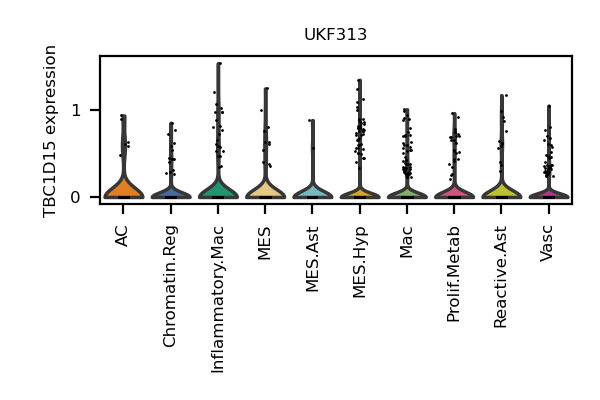 UKF313
TBC1D15 expression
1
0
AC
Chromatin.Reg
Inflammatory.Mac
MES
MES.Ast
MES.Hyp
Mac
Prolif.Metab
Reactive.Ast
Vasc